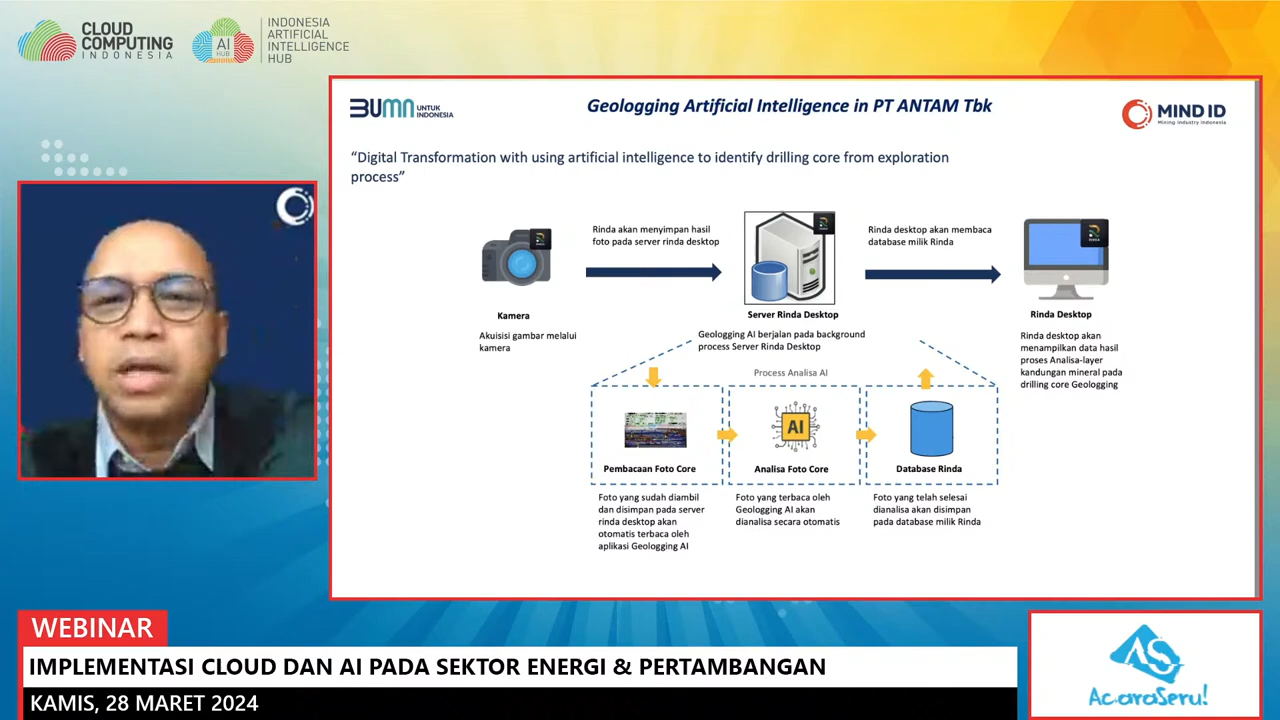 CLOUD
COMPUTING
INDONESIA
AI
HUB
INDONESIA
ARTIFICIAL
INTELLIGENCE
HUB
BUMN
UNTUK
INDONESIA
Geologging Artificial Intelligence in PT ANTAM Tbk
MIND ID
Mining Industry Indonesia
“Digital Transformation with using artificial intelligence to identify drilling core from exploration
process”
Rinda akan menyimpan hasil
foto pada server rinda desktop
Rinda desktop akan membaca
database milik Rinda
Kamera
Server Rinda Desktop
Rinda Desktop
Akuisisi gambar melalui
kamera
Geologging AI berjalan pada background
process Server Rinda Desktop
Rinda desktop akan
menampilkan data hasil
proses Analisa-layer
kandungan mineral pada
drilling core Geologging
Process Analisa AI
AI
Pembacaan Foto Core
Analisa Foto Core
Database Rinda
Foto yang sudah diambil
dan disimpan pada server
rinda desktop akan
otomatis terbaca oleh
aplikasi Geologging AI
Foto yang terbaca oleh
Geologging AI akan
dianalisa secara otomatis
Foto yang telah selesai
dianalisa akan disimpan
pada database milik Rinda
WEBINAR
IMPLEMENTASI CLOUD DAN AI PADA SEKTOR ENERGI & PERTAMBANGAN
KAMIS, 28 MARET 2024
AS
AcaraSeru!